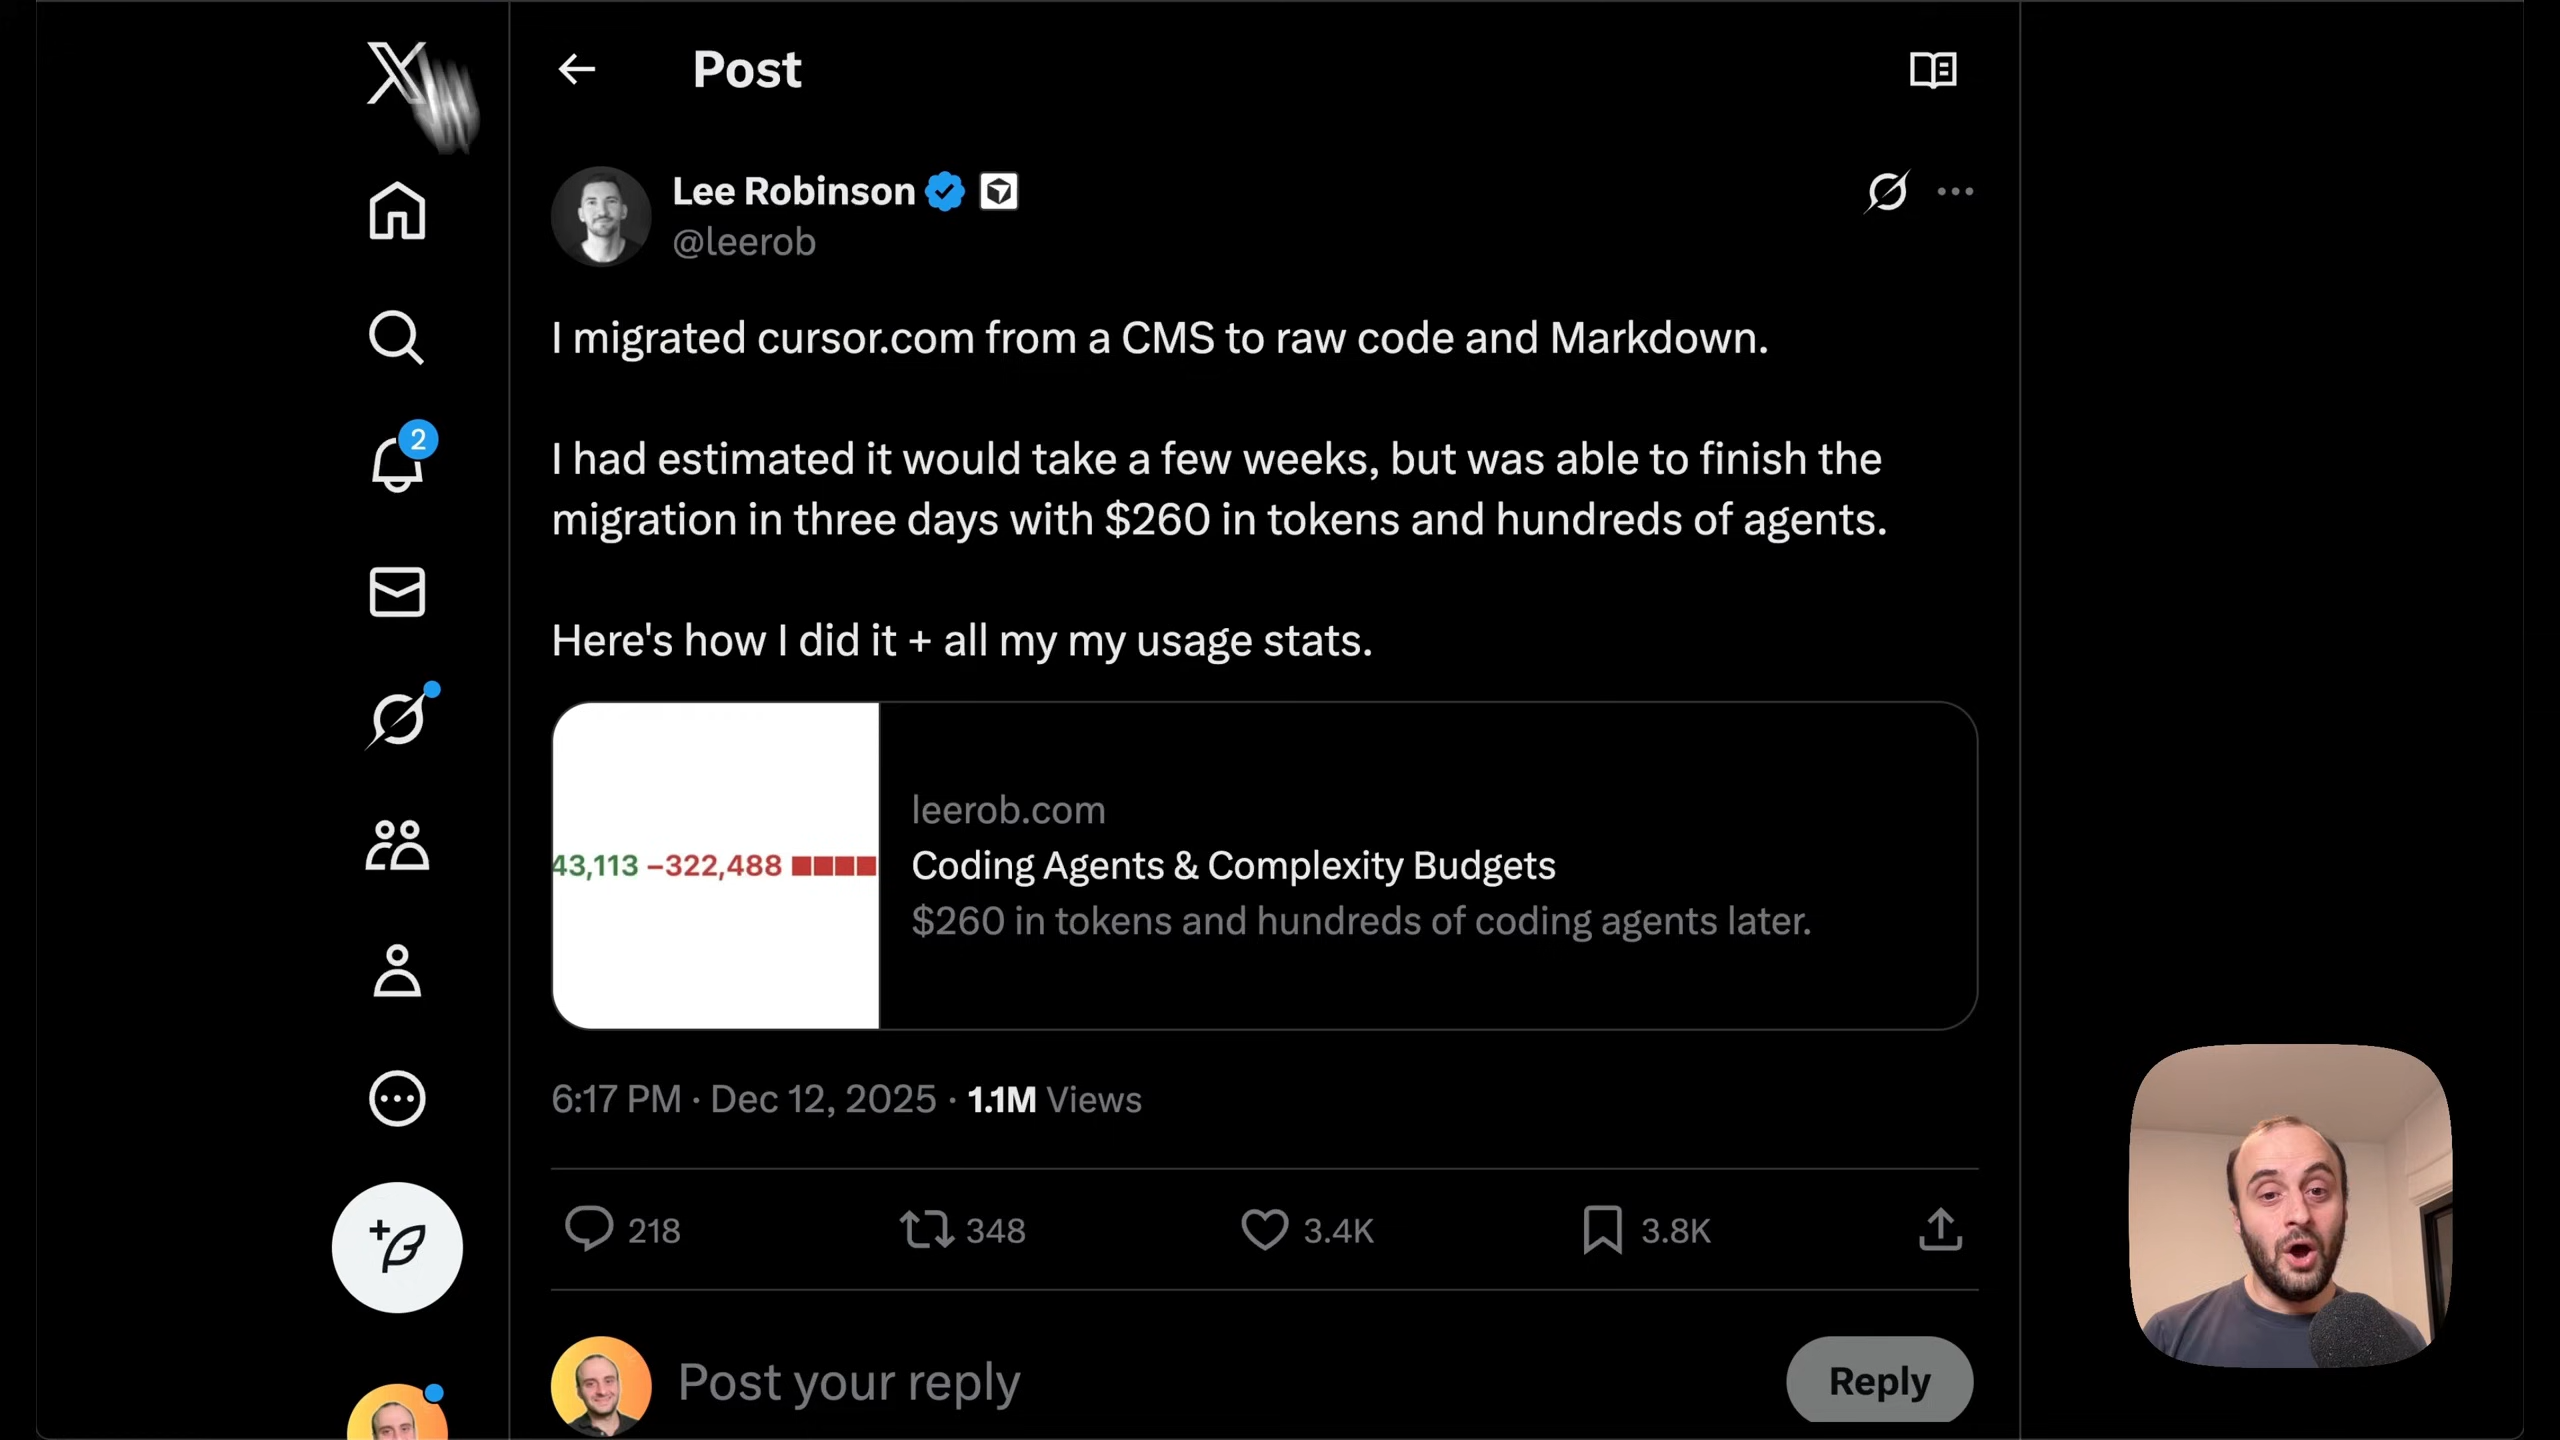 Post
Lee Robinson
@leerob
I migrated cursor.com from a CMS to raw code and Markdown.
I had estimated it would take a few weeks, but was able to finish the
migration in three days with $260 in tokens and hundreds of agents.
Here's how I did it + all my my usage stats.
43,113 −322,488
leerob.com
Coding Agents & Complexity Budgets
$260 in tokens and hundreds of coding agents later.
6:17 PM · Dec 12, 2025 · 1.1M Views
218 348 3.4K 3.8K
Post your reply
Reply
2